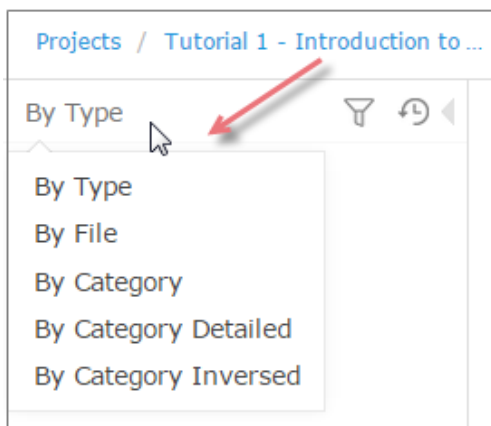 Projects / Tutorial 1 - Introduction to ...
By Type
By Type
By File
By Category
By Category Detailed
By Category Inversed